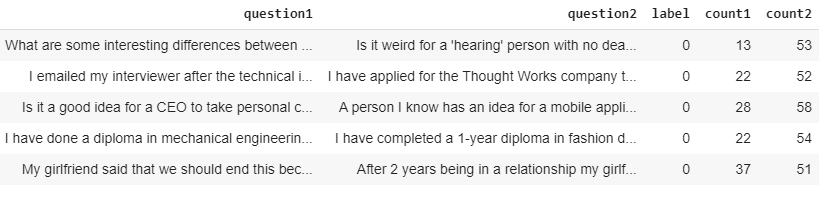 question1 question2 label count1 count2
What are some interesting differences between ... Is it weird for a 'hearing' person with no dea... 0 13 53
I emailed my interviewer after the technical i... I have applied for the Thought Works company t... 0 22 52
Is it a good idea for a CEO to take personal c... A person I know has an idea for a mobile appli... 0 28 58
I have done a diploma in mechanical engineerin... I have completed a 1-year diploma in fashion d... 0 22 54
My girlfriend said that we should end this bec... After 2 years being in a relationship my girlf... 0 37 51